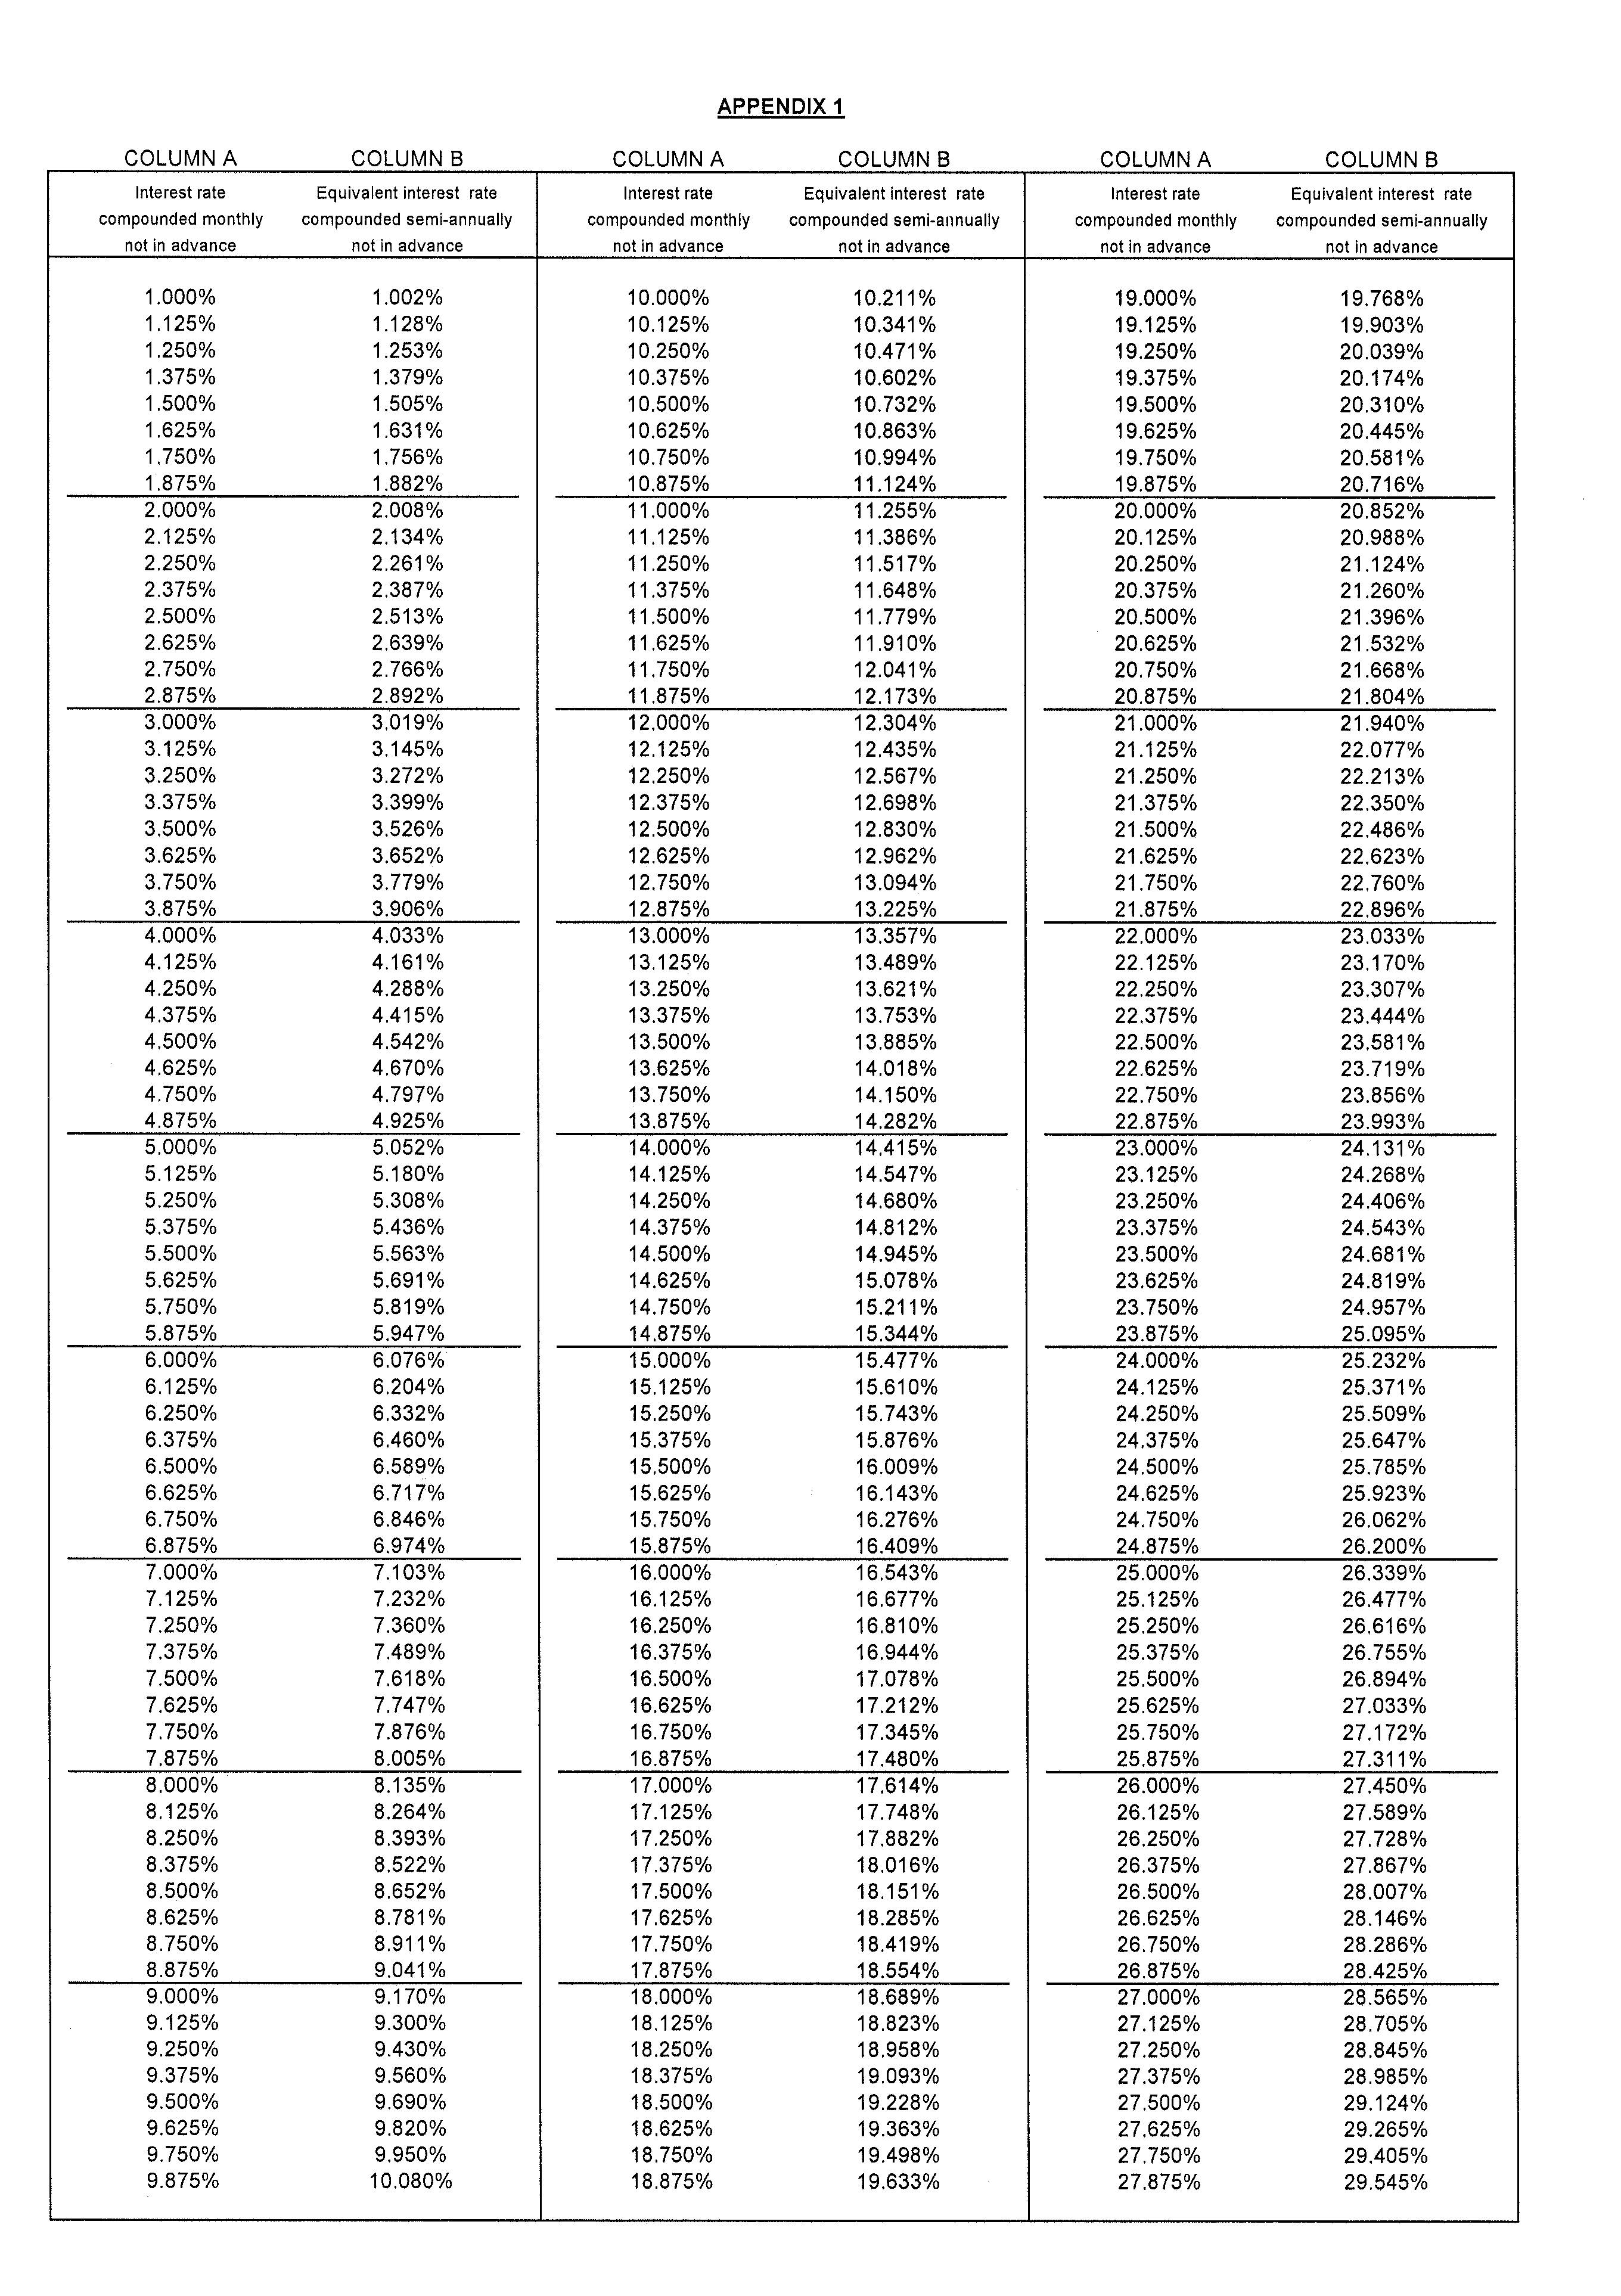 APPENDIX 1
COLUMN A COLUMN B COLUMN A COLUMN B COLUMN A COLUMN B
Interest rate Equivalent interest rate Interest rate Equivalent interest rate Interest rate Equivalent interest rate
compounded monthly compounded semi-annually compounded monthly compounded semi-annually compounded monthly compounded semi-annually
not in advance not in advance not in advance not in advance not in advance not in advance
1.000% 1.002% 10.000% 10.211% 19.000% 19.768%
1.125% 1.128% 10.125% 10.341% 19.125% 19.903%
1.250% 1.253% 10.250% 10.471% 19.250% 20.039%
1.375% 1.379% 10.375% 10.602% 19.375% 20.174%
1.500% 1.505% 10.500% 10.732% 19.500% 20.310%
1.625% 1.631% 10.625% 10.863% 19.625% 20.445%
1.750% 1.756% 10.750% 10.994% 19.750% 20.581%
1.875% 1.882% 10.875% 11.124% 19.875% 20.716%
2.000% 2.008% 11.000% 11.255% 20.000% 20.852%
2.125% 2.134% 11.125% 11.386% 20.125% 20.988%
2.250% 2.261% 11.250% 11.517% 20.250% 21.124%
2.375% 2.387% 11.375% 11.648% 20.375% 21.260%
2.500% 2.513% 11.500% 11.779% 20.500% 21.396%
2.625% 2.639% 11.625% 11.910% 20.625% 21.532%
2.750% 2.766% 11.750% 12.041% 20.750% 21.668%
2.875% 2.892% 11.875% 12.173% 20.875% 21.804%
3.000% 3.019% 12.000% 12.304% 21.000% 21.940%
3.125% 3.145% 12.125% 12.435% 21.125% 22.077%
3.250% 3.272% 12.250% 12.567% 21.250% 22.213%
3.375% 3.399% 12.375% 12.698% 21.375% 22.350%
3.500% 3.526% 12.500% 12.830% 21.500% 22.486%
3.625% 3.652% 12.625% 12.962% 21.625% 22.623%
3.750% 3.779% 12.750% 13.094% 21.750% 22.760%
3.875% 3.906% 12.875% 13.225% 21.875% 22.896%
4.000% 4.033% 13.000% 13.357% 22.000% 23.033%
4.125% 4.161% 13.125% 13.489% 22.125% 23.170%
4.250% 4.288% 13.250% 13.621% 22.250% 23.307%
4.375% 4.415% 13.375% 13.753% 22.375% 23.444%
4.500% 4.542% 13.500% 13.885% 22.500% 23.581%
4.625% 4.670% 13.625% 14.018% 22.625% 23.719%
4.750% 4.797% 13.750% 14.150% 22.750% 23.856%
4.875% 4.925% 13.875% 14.282% 22.875% 23.993%
5.000% 5.052% 14.000% 14.415% 23.000% 24.131%
5.125% 5.180% 14.125% 14.547% 23.125% 24.268%
5.250% 5.308% 14.250% 14.680% 23.250% 24.406%
5.375% 5.436% 14.375% 14.812% 23.375% 24.543%
5.500% 5.563% 14.500% 14.945% 23.500% 24.681%
5.625% 5.691% 14.625% 15.078% 23.625% 24.819%
5.750% 5.819% 14.750% 15.211% 23.750% 24.957%
5.875% 5.947% 14.875% 15.344% 23.875% 25.095%
6.000% 6.076% 15.000% 15.477% 24.000% 25.232%
6.125% 6.204% 15.125% 15.610% 24.125% 25.371%
6.250% 6.332% 15.250% 15.743% 24.250% 25.509%
6.375% 6.460% 15.375% 15.876% 24.375% 25.647%
6.500% 6.589% 15.500% 16.009% 24.500% 25.785%
6.625% 6.717% 15.625% 16.143% 24.625% 25.923%
6.750% 6.846% 15.750% 16.276% 24.750% 26.062%
6.875% 6.974% 15.875% 16.409% 24.875% 26.200%
7.000% 7.103% 16.000% 16.543% 25.000% 26.339%
7.125% 7.232% 16.125% 16.677% 25.125% 26.477%
7.250% 7.360% 16.250% 16.810% 25.250% 26.616%
7.375% 7.489% 16.375% 16.944% 25.375% 26.755%
7.500% 7.618% 16.500% 17.078% 25.500% 26.894%
7.625% 7.747% 16.625% 17.212% 25.625% 27.033%
7.750% 7.876% 16.750% 17.345% 25.750% 27.172%
7.875% 8.005% 16.875% 17.480% 25.875% 27.311%
8.000% 8.135% 17.000% 17.614% 26.000% 27.450%
8.125% 8.264% 17.125% 17.748% 26.125% 27.589%
8.250% 8.393% 17.250% 17.882% 26.250% 27.728%
8.375% 8.522% 17.375% 18.016% 26.375% 27.867%
8.500% 8.652% 17.500% 18.151% 26.500% 28.007%
8.625% 8.781% 17.625% 18.285% 26.625% 28.146%
8.750% 8.911% 17.750% 18.419% 26.750% 28.286%
8.875% 9.041% 17.875% 18.554% 26.875% 28.425%
9.000% 9.170% 18.000% 18.689% 27.000% 28.565%
9.125% 9.300% 18.125% 18.823% 27.125% 28.705%
9.250% 9.430% 18.250% 18.958% 27.250% 28.845%
9.375% 9.560% 18.375% 19.093% 27.375% 28.985%
9.500% 9.690% 18.500% 19.228% 27.500% 29.124%
9.625% 9.820% 18.625% 19.363% 27.625% 29.265%
9.750% 9.950% 18.750% 19.498% 27.750% 29.405%
9.875% 10.080% 18.875% 19.633% 27.875% 29.545%